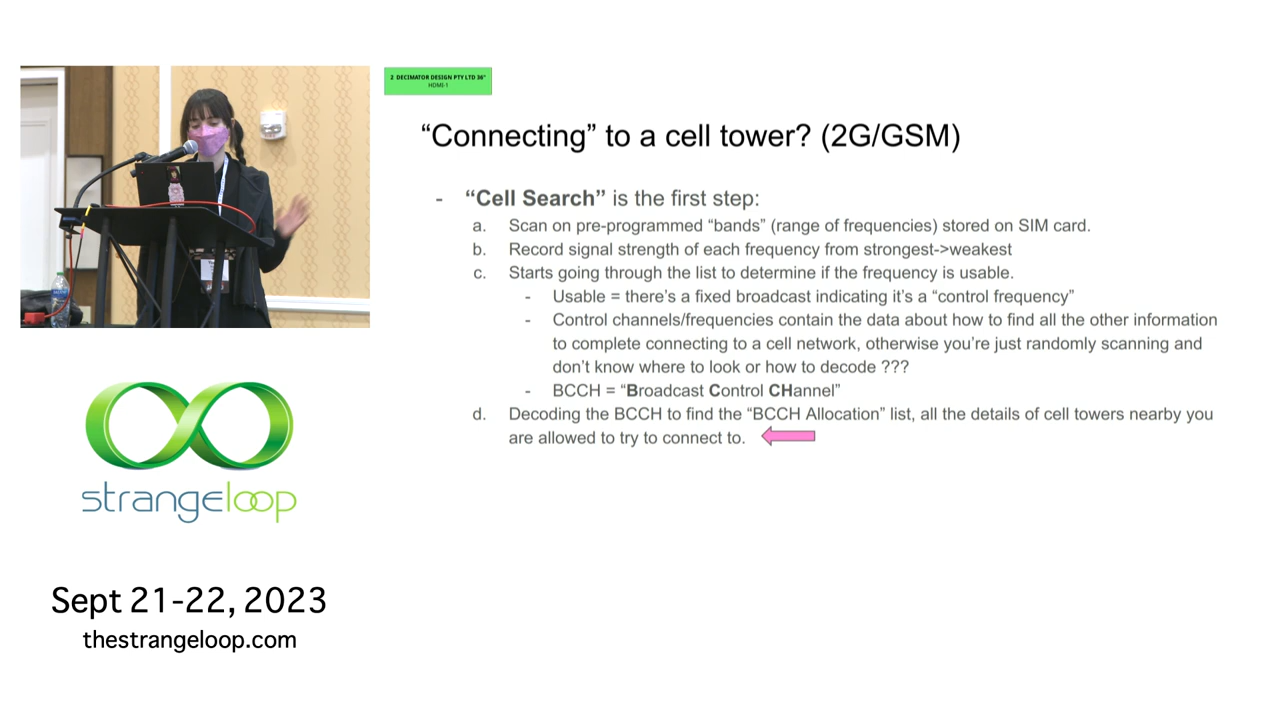 2 DECIMATOR DESIGN PTY LTD 36"
HDMI-1
“Connecting” to a cell tower? (2G/GSM)
- “Cell Search” is the first step:
a. Scan on pre-programmed “bands” (range of frequencies) stored on SIM card.
b. Record signal strength of each frequency from strongest->weakest
c. Starts going through the list to determine if the frequency is usable.
- Usable = there’s a fixed broadcast indicating it’s a “control frequency”
- Control channels/frequencies contain the data about how to find all the other information
to complete connecting to a cell network, otherwise you’re just randomly scanning and
don’t know where to look or how to decode ???
- BCCH = “Broadcast Control CHannel”
d. Decoding the BCCH to find the “BCCH Allocation” list, all the details of cell towers nearby you
are allowed to try to connect to.
strangeloop
Sept 21-22, 2023
thestrangeloop.com